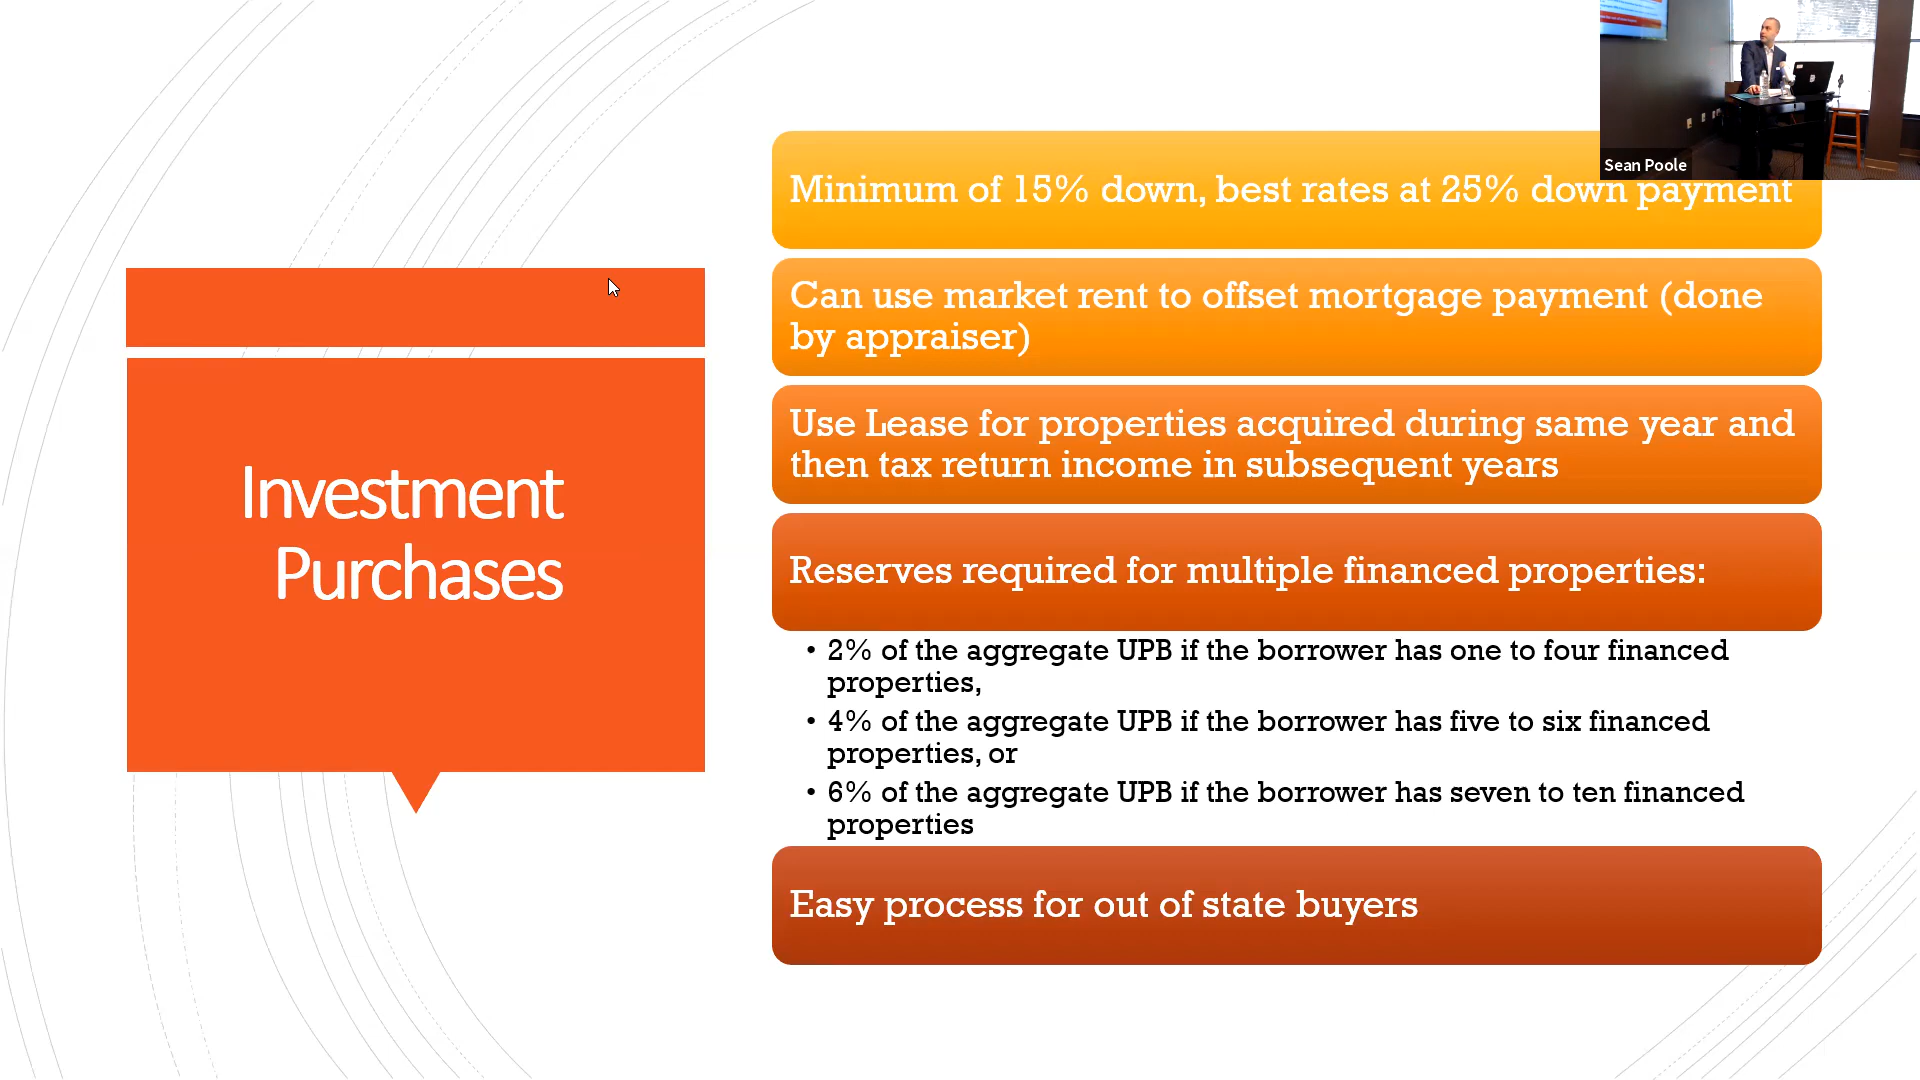 Sean Poole
Investment
Purchases
Minimum of 15% down, best rates at 25% down payment
Can use market rent to offset mortgage payment (done
by appraiser)
Use Lease for properties acquired during same year and
then tax return income in subsequent years
Reserves required for multiple financed properties:
• 2% of the aggregate UPB if the borrower has one to four financed
properties,
• 4% of the aggregate UPB if the borrower has five to six financed
properties, or
• 6% of the aggregate UPB if the borrower has seven to ten financed
properties
Easy process for out of state buyers